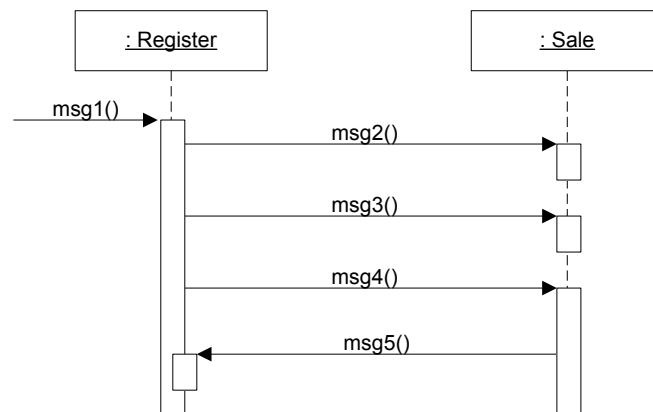 : Register
: Sale
msg1()
msg2()
msg3()
msg4()
msg5()